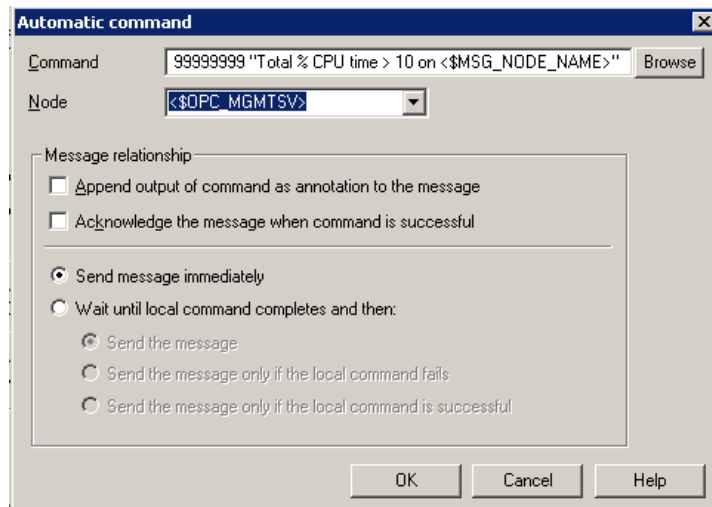 Automatic command
Command 99999999 "Total % CPU time > 10 on <$MSG_NODE_NAME>" Browse
Node <$OPC_MGMTSV>
Message relationship
Append output of command as annotation to the message
Acknowledge the message when command is successful
Send message immediately
Wait until local command completes and then:
Send the message
Send the message only if the local command fails
Send the message only if the local command is successful
OK Cancel Help